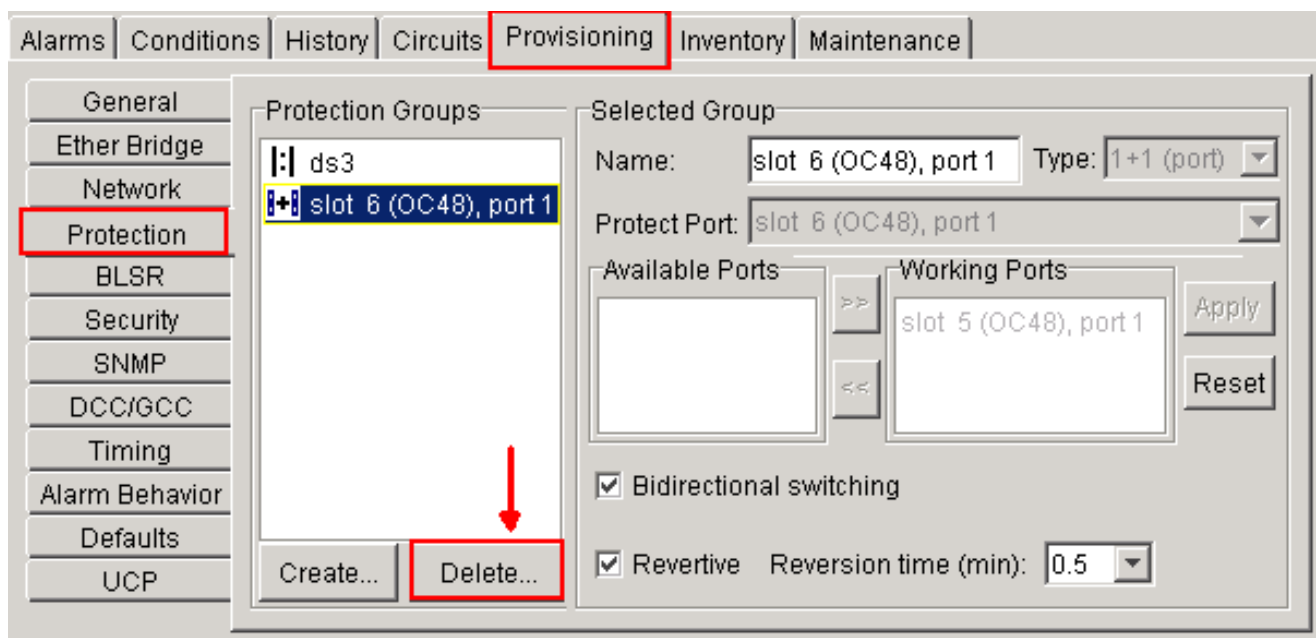 Alarms Conditions History Circuits Provisioning Inventory Maintenance
General
Ether Bridge
Network
Protection
BLSR
Security
SNMP
DCC/GCC
Timing
Alarm Behavior
Defaults
UCP
Protection Groups
ds3
slot 6 (OC48), port 1
Create... Delete...
Selected Group
Name: slot 6 (OC48), port 1 Type: 1+1 (port)
Protect Port: slot 6 (OC48), port 1
Available Ports
>>
<<
Working Ports
slot 5 (OC48), port 1
Apply
Reset
Bidirectional switching
Revertive Reversion time (min): 0.5